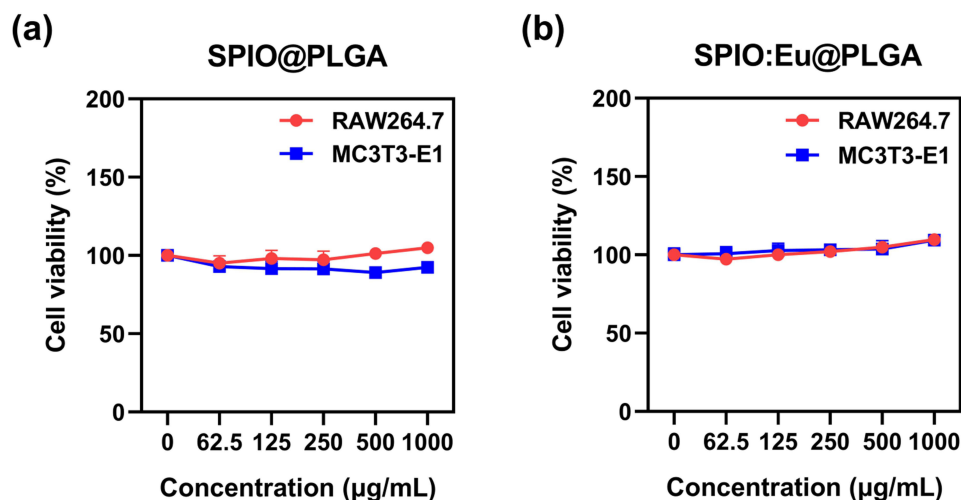 (a)
SPIO@PLGA
RAW264.7
MC3T3-E1
Cell viability (%)
200
150
100
50
0
0 62.5 125 250 500 1000
Concentration (µg/mL)
(b)
SPIO:Eu@PLGA
RAW264.7
MC3T3-E1
Cell viability (%)
200
150
100
50
0
0 62.5 125 250 500 1000
Concentration (µg/mL)